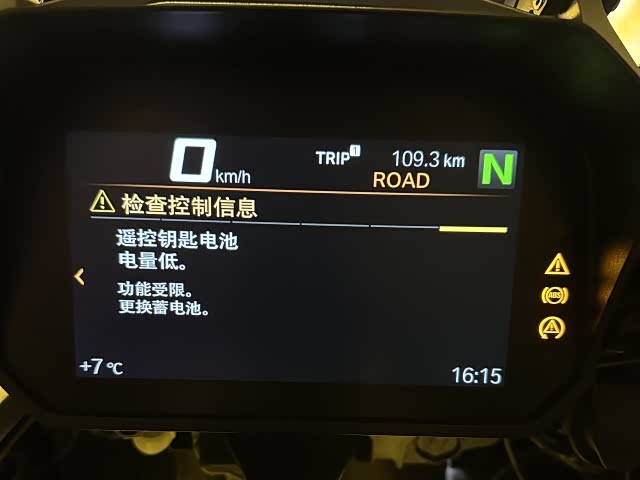 0 km/h
TRIP 1 109.3 km
N
ROAD
检查控制信息
遥控钥匙电池
电量低。
功能受限。
更换蓄电池。
ABS
+7 ℃
16:15